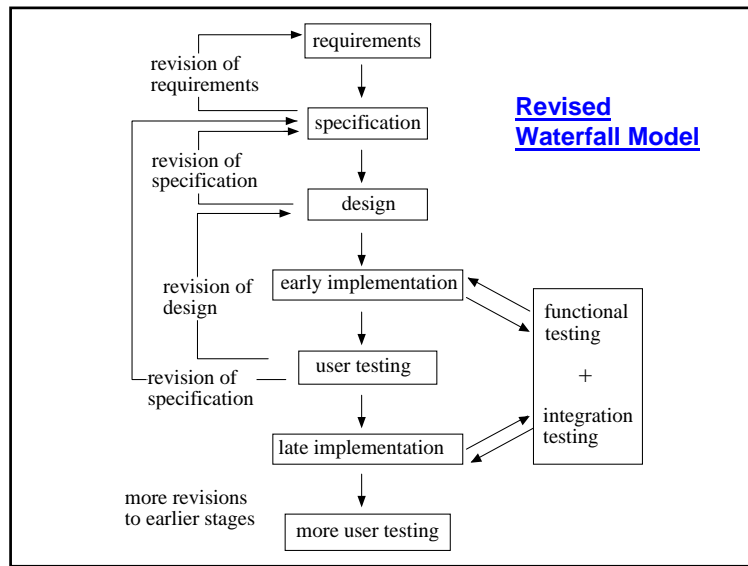 requirements
revision of
requirements
Revised
Waterfall Model
specification
revision of
specification
design
early implementation
revision of
design
functional
testing
+
integration
testing
user testing
revision of
specification
late implementation
more revisions
to earlier stages
more user testing